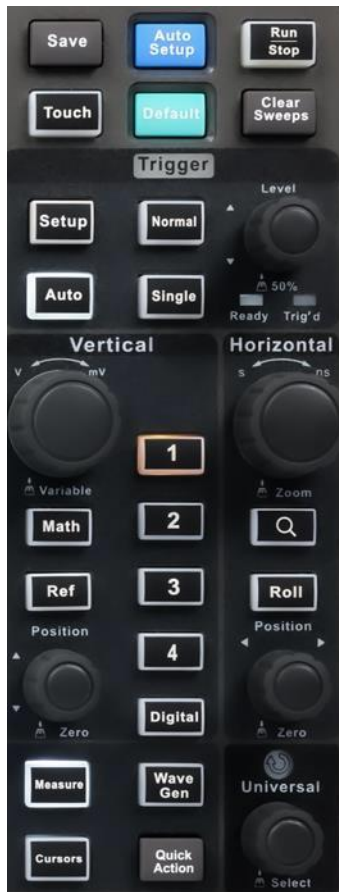 Save
Auto
Setup
Run
Stop
Touch
Default
Clear
Sweeps
Trigger
Level
Setup
Normal
50%
Auto
Single
Ready
Trig'd
Vertical
Horizontal
V
mV
s
ns
1
Variable
Zoom
Math
2
Ref
3
Roll
Position
Position
4
Zero
Zero
Digital
Measure
Wave
Gen
Universal
Cursors
Quick
Action
Select